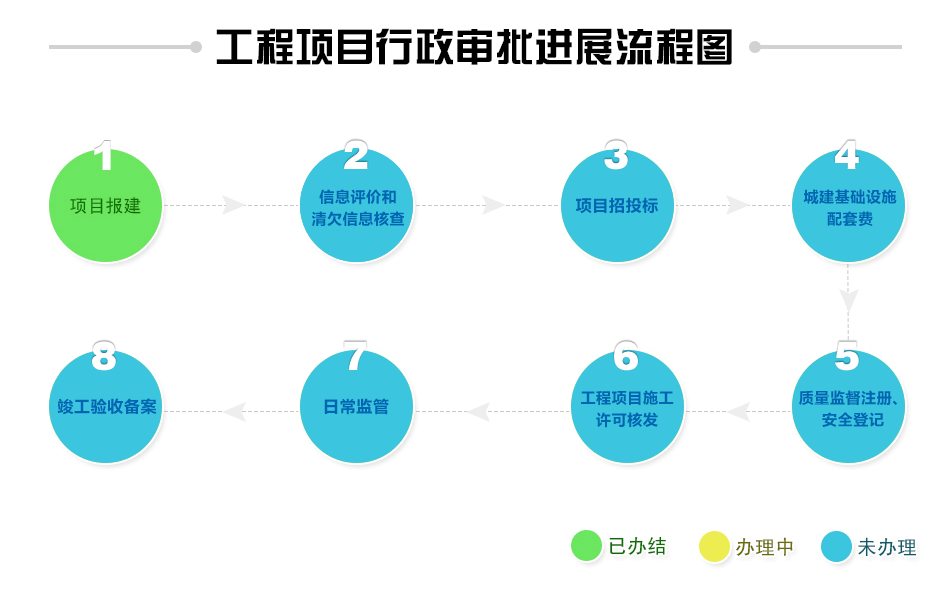 工程项目行政审批进展流程图
1
项目报建
2
信息评价和
清欠信息核查
3
项目招投标
4
城建基础设施
配套费
5
质量监督注册、
安全登记
6
工程项目施工
许可核发
7
日常监管
8
竣工验收备案
已办结
办理中
未办理